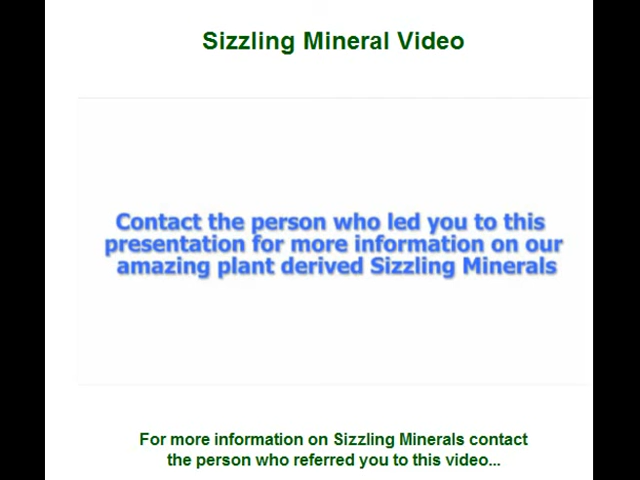 Sizzling Mineral Video
Contact the person who led you to this
presentation for more information on our
amazing plant derived Sizzling Minerals
For more information on Sizzling Minerals contact
the person who referred you to this video...